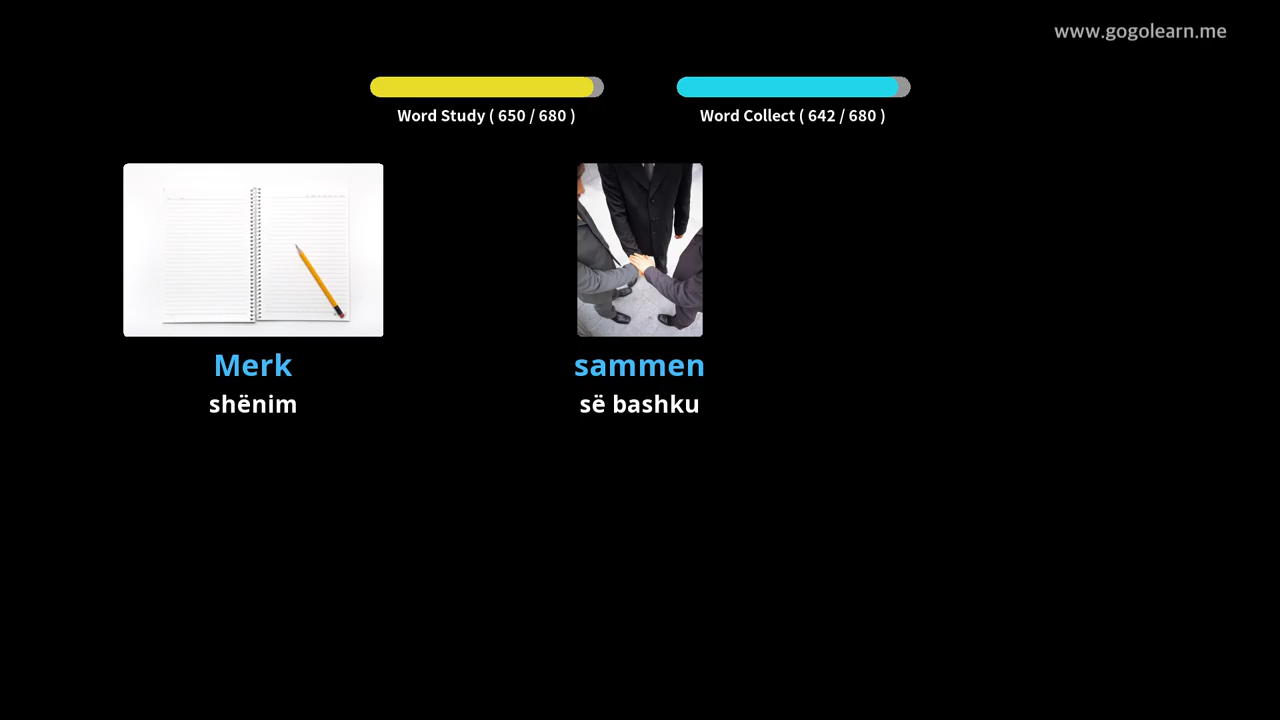 www.gogolearn.me
Word Study ( 650 / 680 )
Word Collect ( 642 / 680 )
Merk
shënim
sammen
së bashku